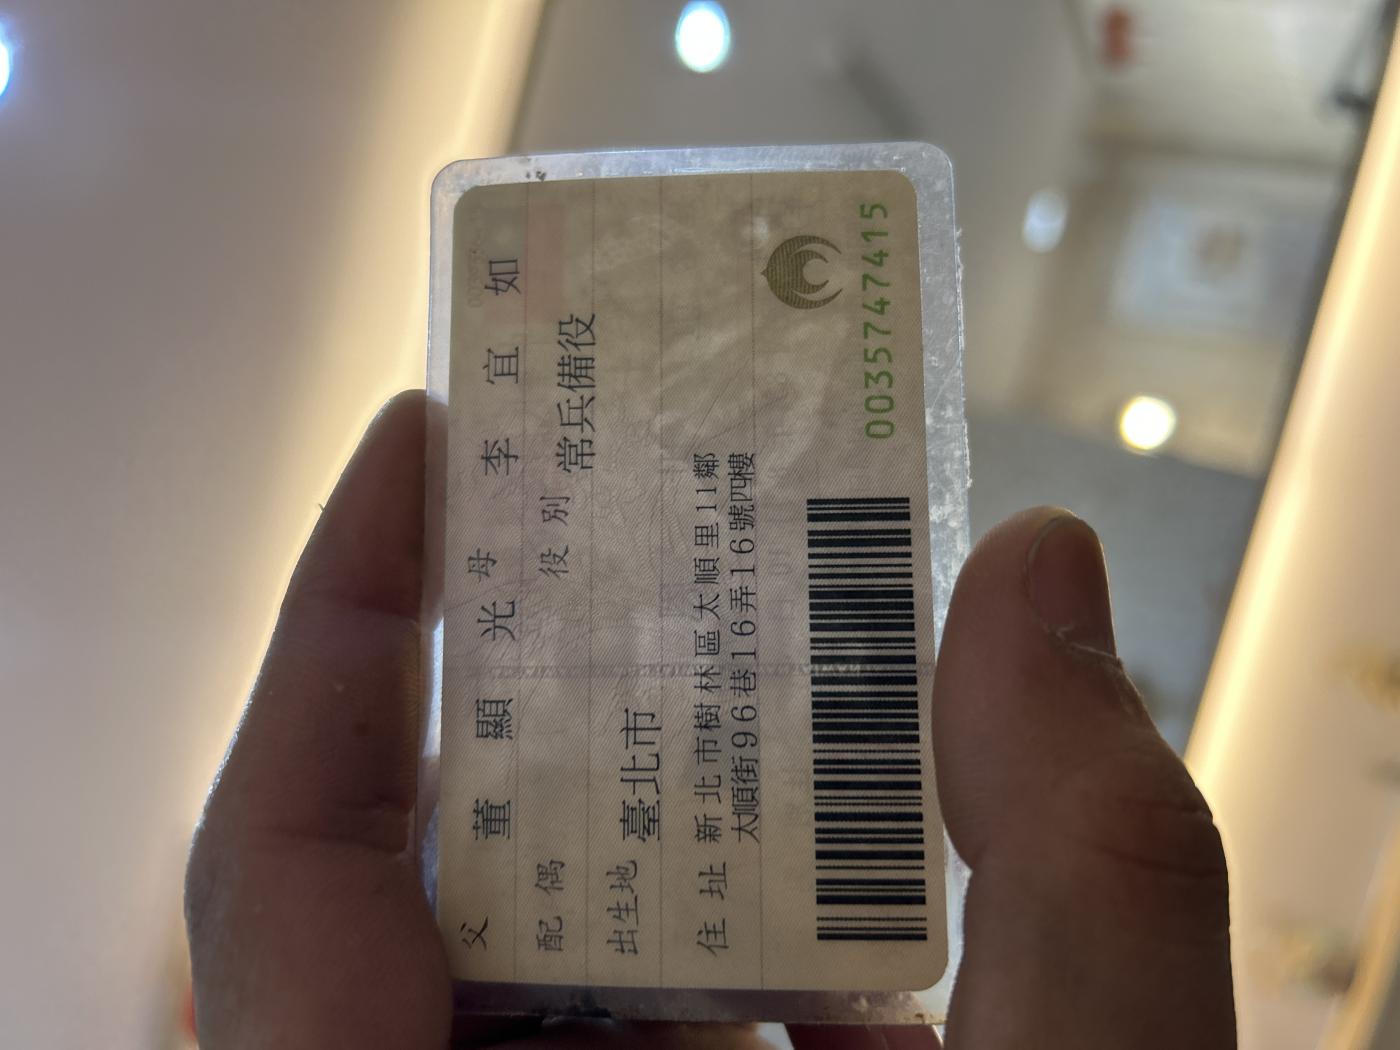 父 董顯光 母 李宜如
配偶 役別 常兵備役
出生地 臺北市
住址 新北市樹林區太順里11鄰
太順街96巷16弄16號四樓
0035747415